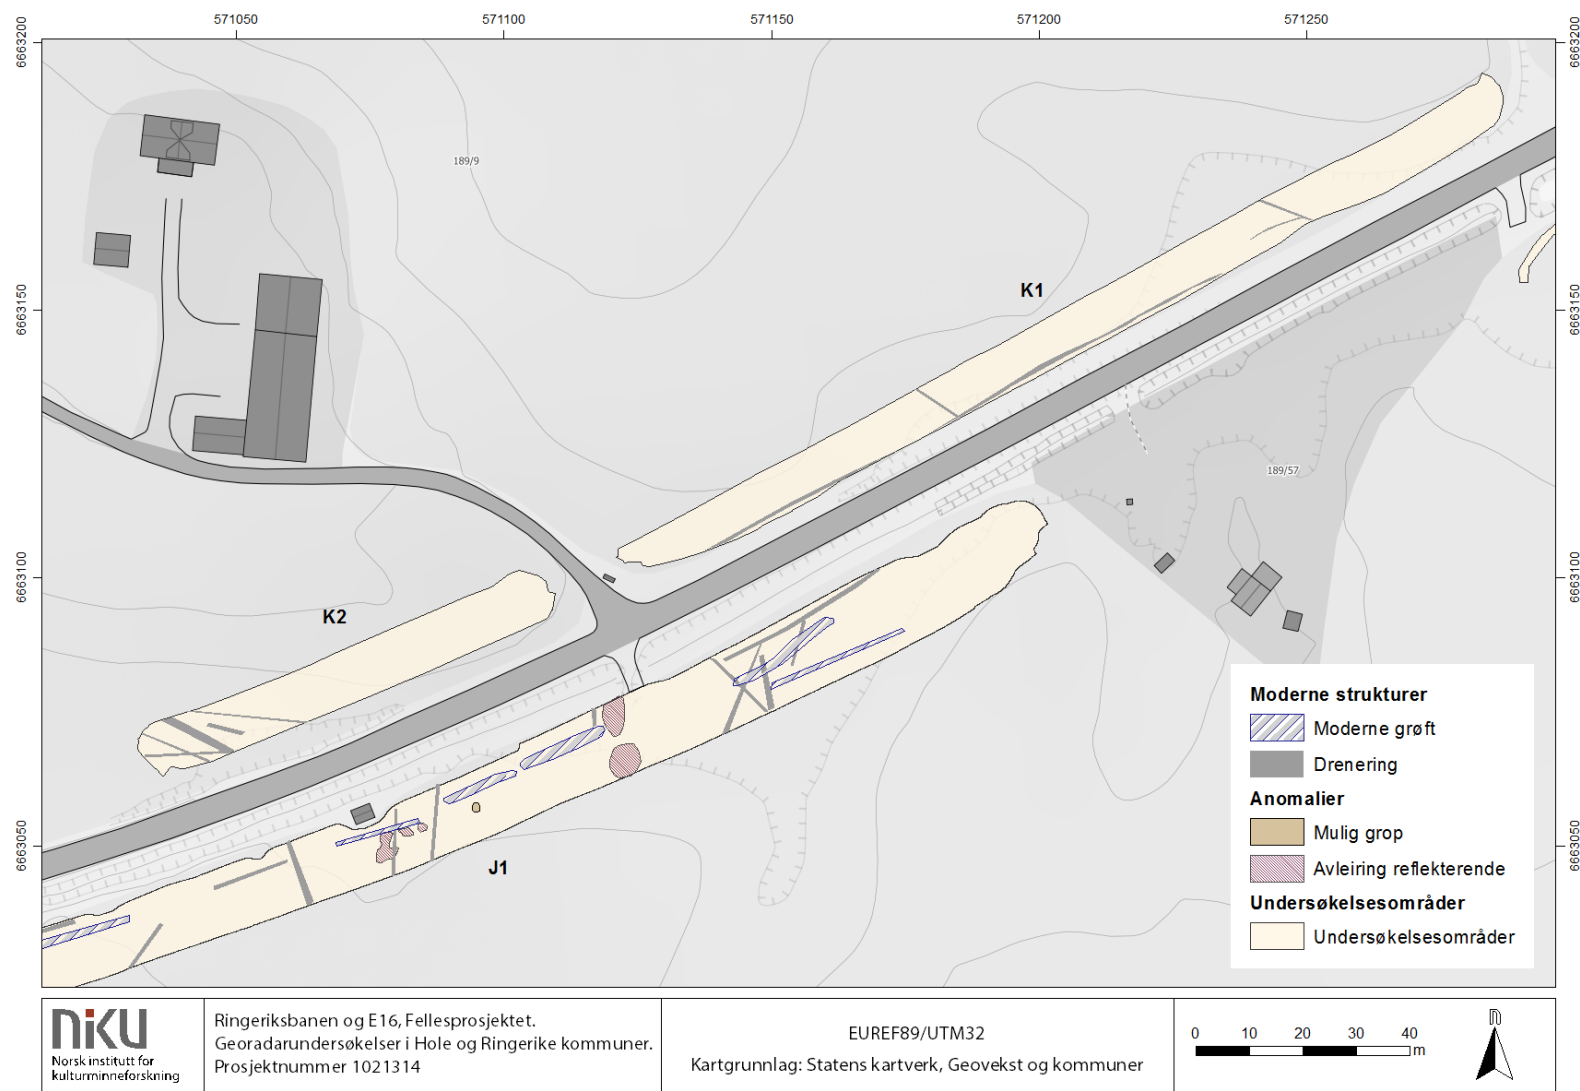 571050
571100
571150
571200
571250
6663200
6663200
189/9
K1
6663150
6663150
189/57
6663100
6663100
K2
6663050
6663050
J1
Moderne strukturer
Moderne grøft
Drenering
Anomalier
Mulig grop
Avleiring reflekterende
Undersøkelsesområder
Undersøkelsesområder
NIKU
Norsk institutt for
kulturminneforskning
Ringeriksbanen og E16, Fellesprosjektet.
Georadarundersøkelser i Hole og Ringerike kommuner.
Prosjektnummer 1021314
EUREF89/UTM32
Kartgrunnlag: Statens kartverk, Geovekst og kommuner
0 10 20 30 40
m
n